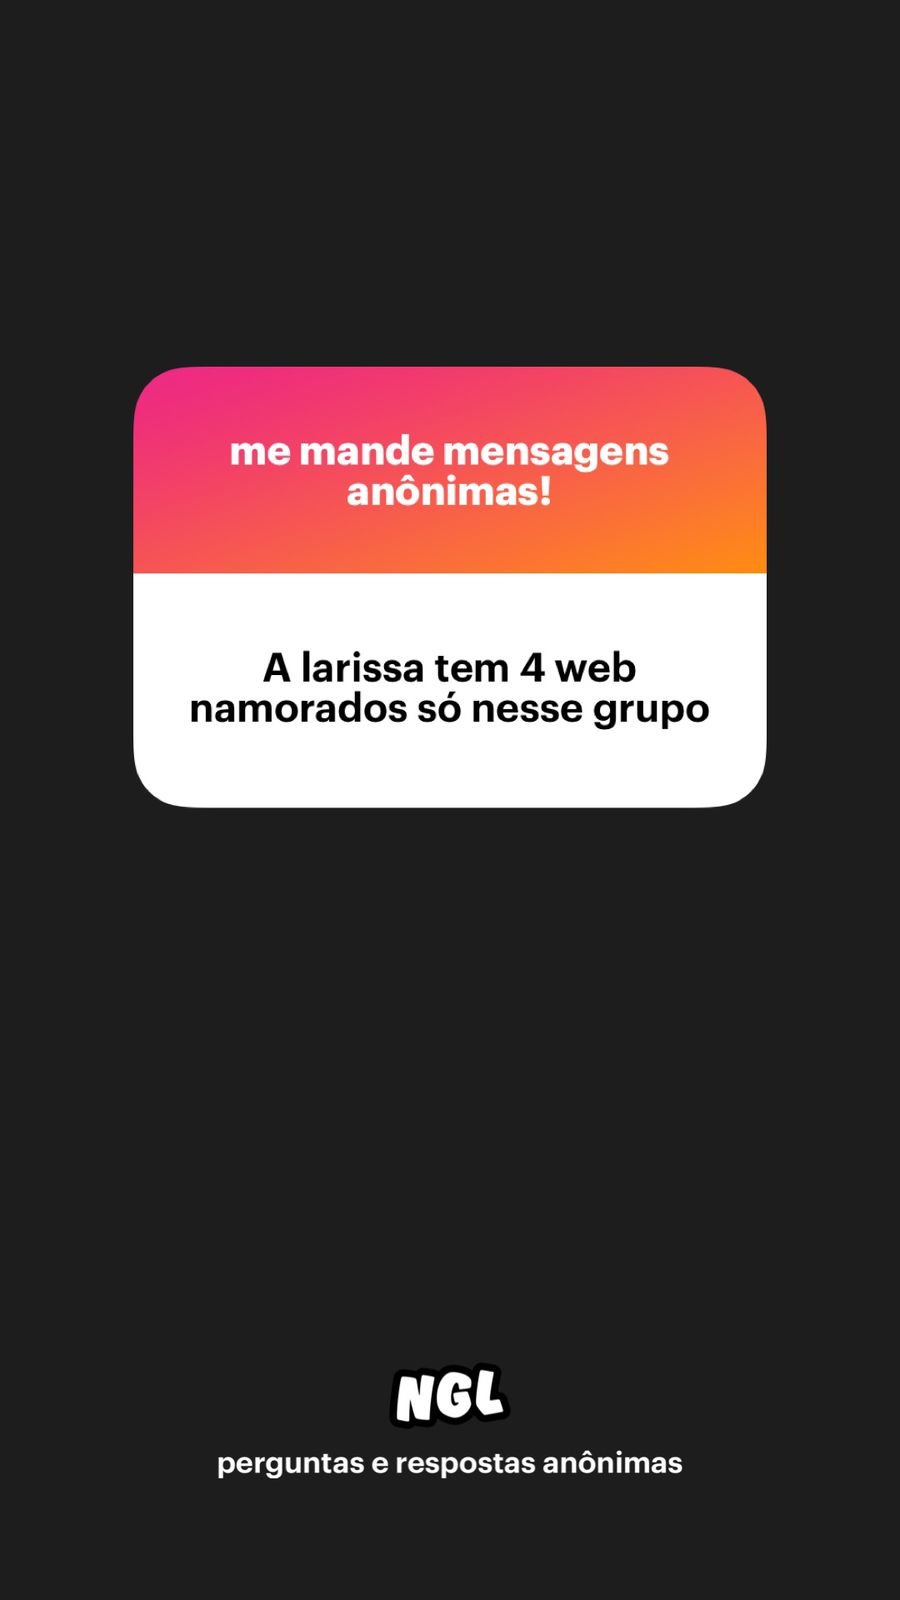 me mande mensagens
anônimas!
A larissa tem 4 web
namorados só nesse grupo
NGL
perguntas e respostas anônimas